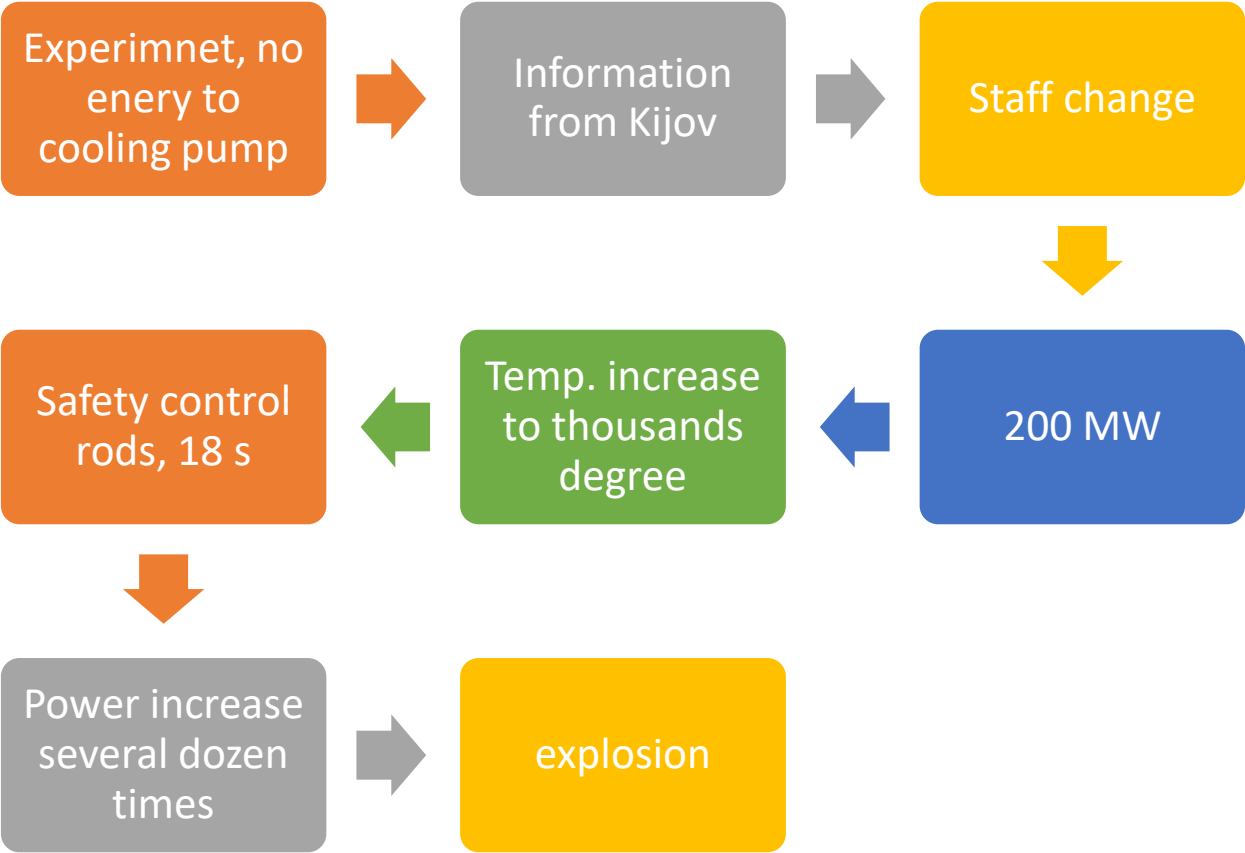 Experimnet, no
enery to
cooling pump
Information
from Kijov
Staff change
200 MW
Temp. increase
to thousands
degree
Safety control
rods, 18 s
Power increase
several dozen
times
explosion